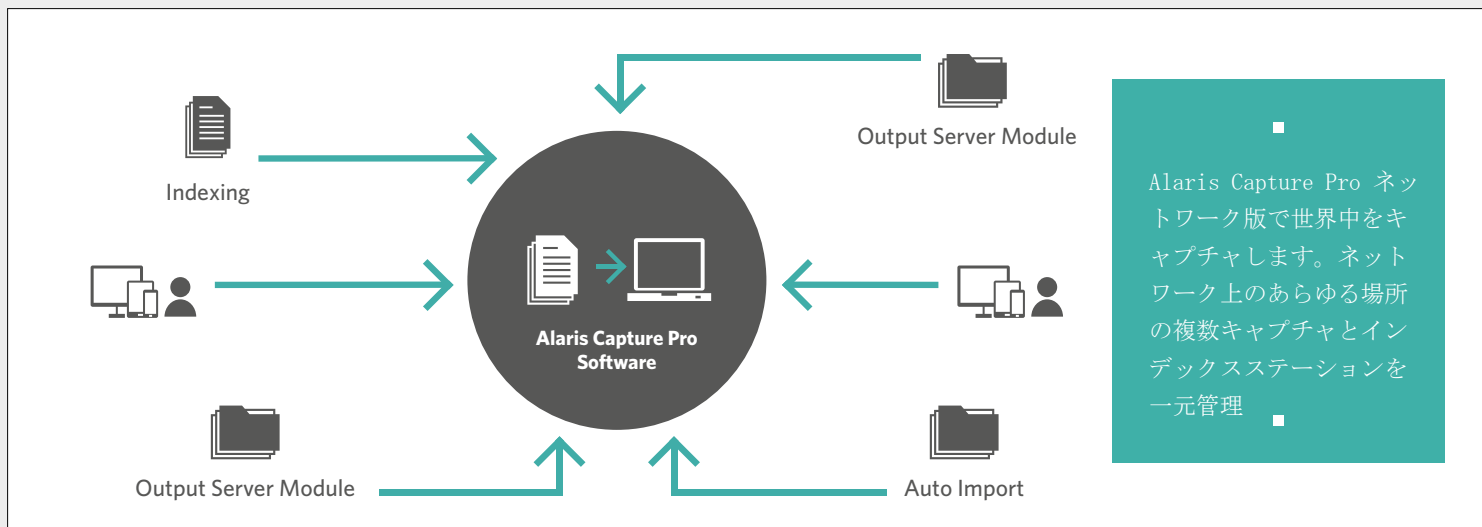 Output Server Module
Indexing
Alaris Capture Pro
Software
Output Server Module
Auto Import
Alaris Capture Pro ネッ
トワーク版で世界中をキ
ャプチャします。ネット
ワーク上のあらゆる場所
の複数キャプチャとイン
デックスステーションを
一元管理